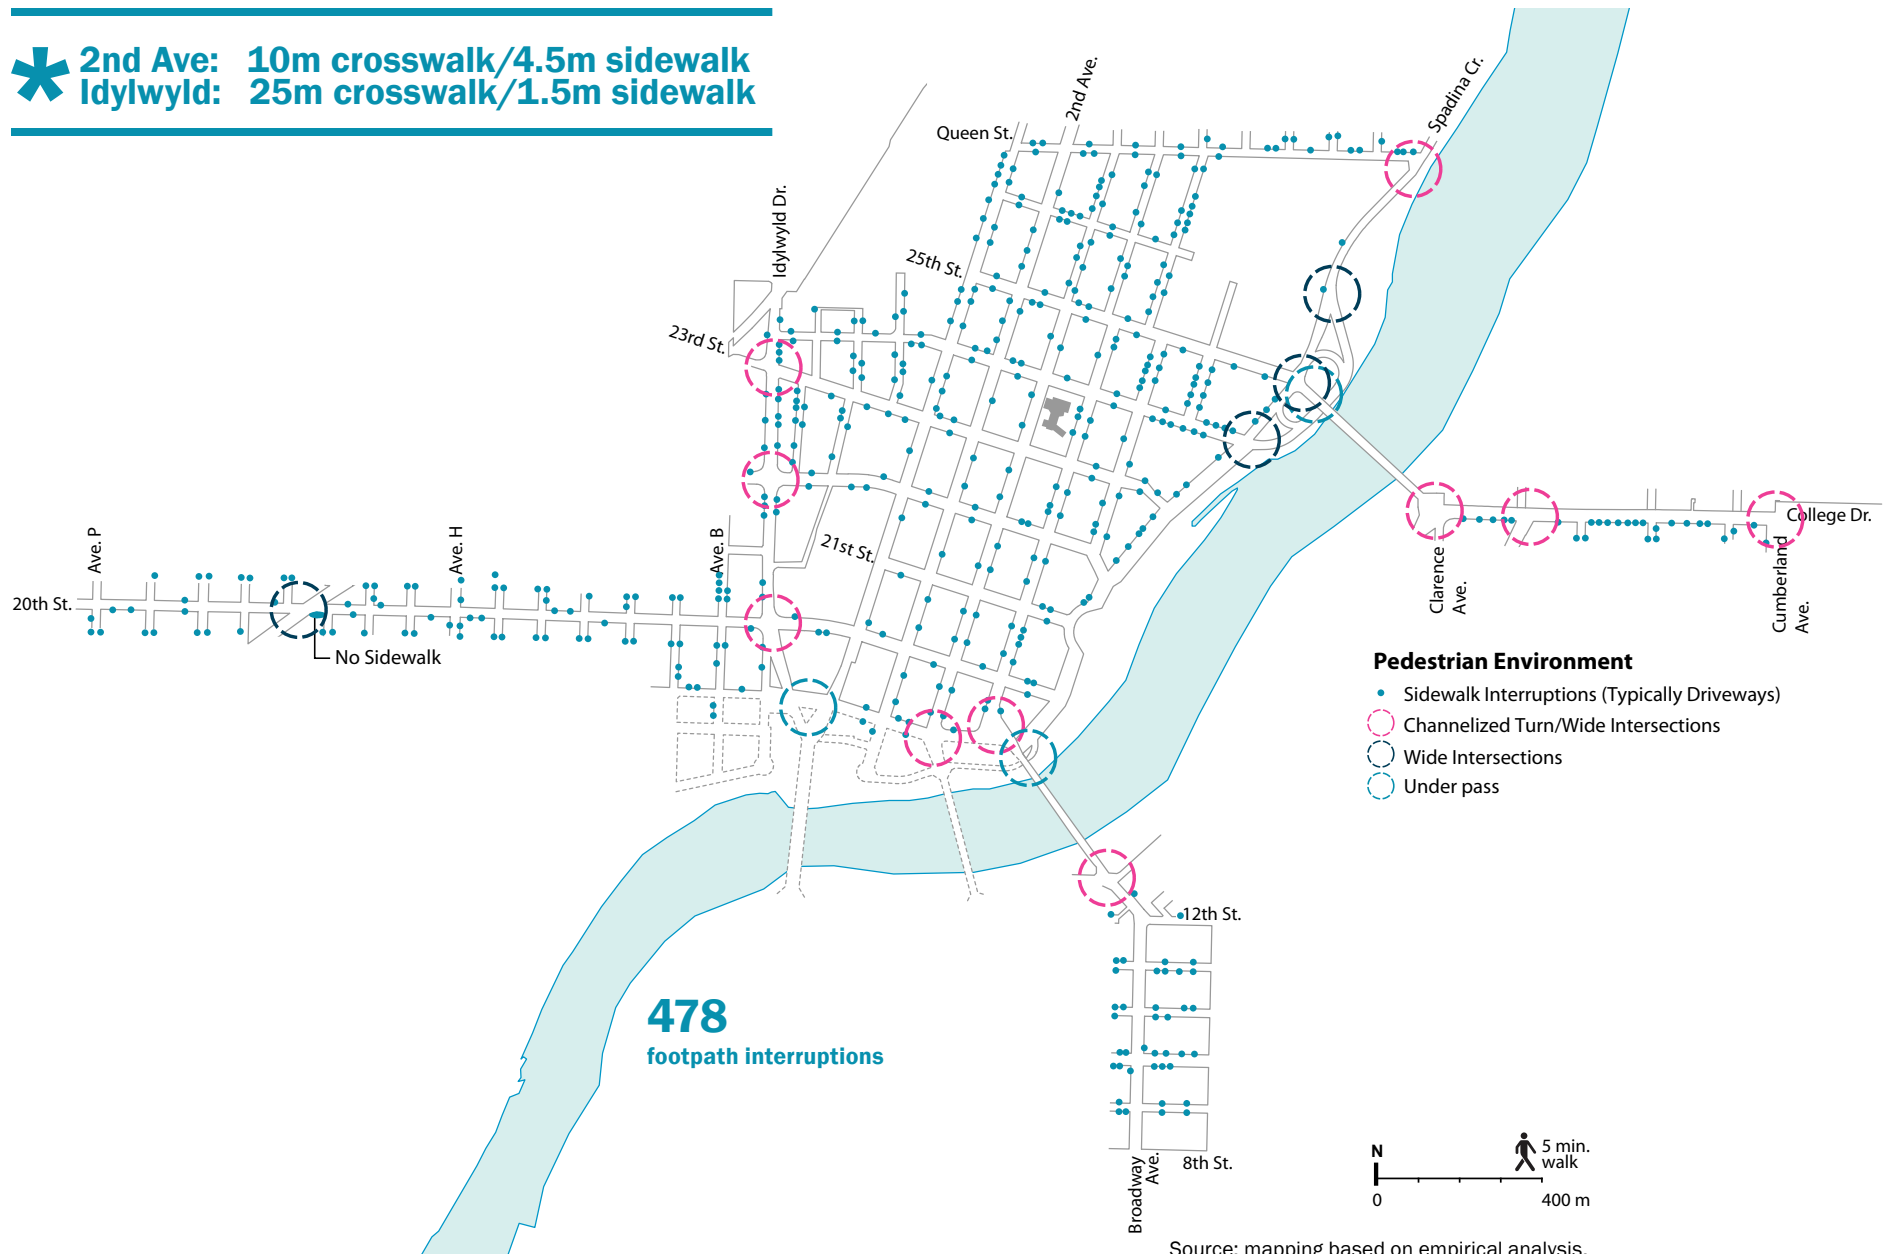 * 2nd Ave: 10m crosswalk/4.5m sidewalk
Idylwyld: 25m crosswalk/1.5m sidewalk
2nd Ave.
Spadina Cr.
Queen St.
Idylwyld Dr.
25th St.
23rd St.
21st St.
Ave. P
Ave. H
Ave. B
20th St.
No Sidewalk
College Dr.
Clarence
Ave.
Cumberland
Ave.
Pedestrian Environment
Sidewalk Interruptions (Typically Driveways)
Channelized Turn/Wide Intersections
Wide Intersections
Under pass
12th St.
478
footpath interruptions
8th St.
Broadway
Ave.
N
5 min.
walk
0
400 m
Source: mapping based on empirical analysis.